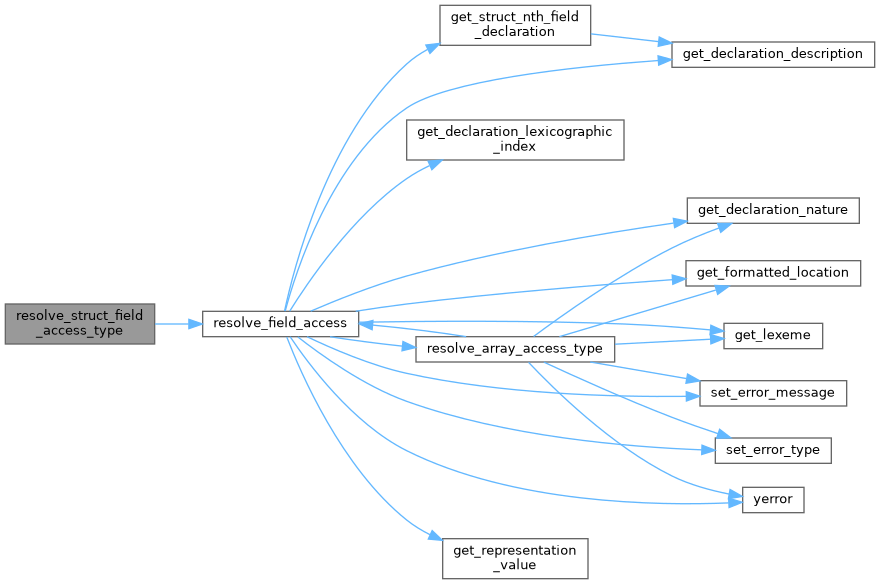 get_struct_nth_field
_declaration
get_declaration_description
get_declaration_lexicographic
_index
get_declaration_nature
get_formatted_location
resolve_struct_field
_access_type
resolve_field_access
get_lexeme
resolve_array_access_type
set_error_message
set_error_type
yerror
get_representation
_value